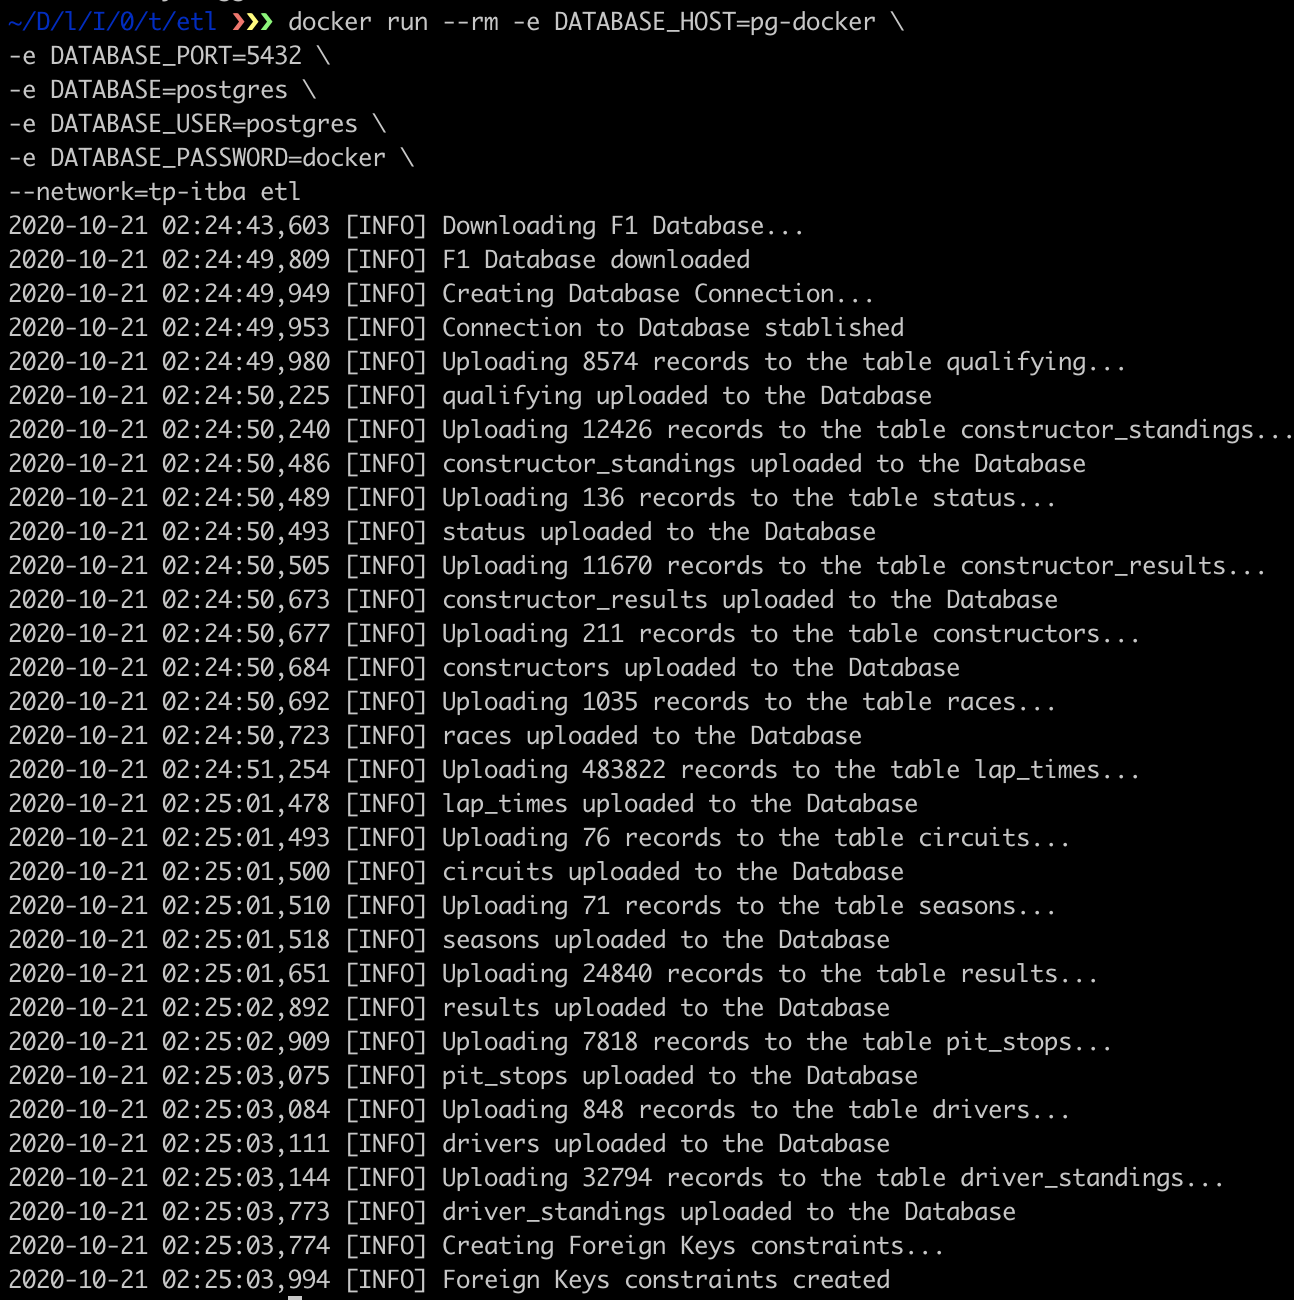 ~/D/l/I/0/t/etl ❯❯❯ docker run --rm -e DATABASE_HOST=pg-docker \
-e DATABASE_PORT=5432 \
-e DATABASE=postgres \
-e DATABASE_USER=postgres \
-e DATABASE_PASSWORD=docker \
--network=tp-itba etl
2020-10-21 02:24:43,603 [INFO] Downloading F1 Database...
2020-10-21 02:24:49,809 [INFO] F1 Database downloaded
2020-10-21 02:24:49,949 [INFO] Creating Database Connection...
2020-10-21 02:24:49,953 [INFO] Connection to Database stablished
2020-10-21 02:24:49,980 [INFO] Uploading 8574 records to the table qualifying...
2020-10-21 02:24:50,225 [INFO] qualifying uploaded to the Database
2020-10-21 02:24:50,240 [INFO] Uploading 12426 records to the table constructor_standings...
2020-10-21 02:24:50,486 [INFO] constructor_standings uploaded to the Database
2020-10-21 02:24:50,489 [INFO] Uploading 136 records to the table status...
2020-10-21 02:24:50,493 [INFO] status uploaded to the Database
2020-10-21 02:24:50,505 [INFO] Uploading 11670 records to the table constructor_results...
2020-10-21 02:24:50,673 [INFO] constructor_results uploaded to the Database
2020-10-21 02:24:50,677 [INFO] Uploading 211 records to the table constructors...
2020-10-21 02:24:50,684 [INFO] constructors uploaded to the Database
2020-10-21 02:24:50,692 [INFO] Uploading 1035 records to the table races...
2020-10-21 02:24:50,723 [INFO] races uploaded to the Database
2020-10-21 02:24:51,254 [INFO] Uploading 483822 records to the table lap_times...
2020-10-21 02:25:01,478 [INFO] lap_times uploaded to the Database
2020-10-21 02:25:01,493 [INFO] Uploading 76 records to the table circuits...
2020-10-21 02:25:01,500 [INFO] circuits uploaded to the Database
2020-10-21 02:25:01,510 [INFO] Uploading 71 records to the table seasons...
2020-10-21 02:25:01,518 [INFO] seasons uploaded to the Database
2020-10-21 02:25:01,651 [INFO] Uploading 24840 records to the table results...
2020-10-21 02:25:02,892 [INFO] results uploaded to the Database
2020-10-21 02:25:02,909 [INFO] Uploading 7818 records to the table pit_stops...
2020-10-21 02:25:03,075 [INFO] pit_stops uploaded to the Database
2020-10-21 02:25:03,084 [INFO] Uploading 848 records to the table drivers...
2020-10-21 02:25:03,111 [INFO] drivers uploaded to the Database
2020-10-21 02:25:03,144 [INFO] Uploading 32794 records to the table driver_standings...
2020-10-21 02:25:03,773 [INFO] driver_standings uploaded to the Database
2020-10-21 02:25:03,774 [INFO] Creating Foreign Keys constraints...
2020-10-21 02:25:03,994 [INFO] Foreign Keys constraints created